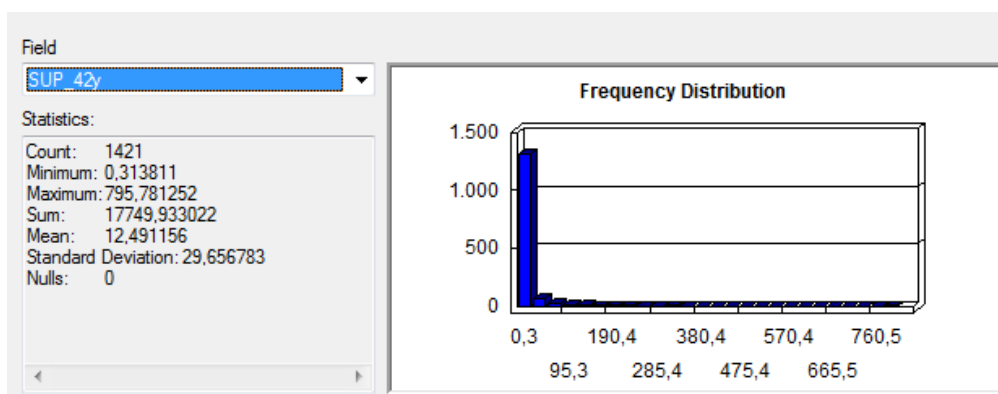 Field
SUP_42y
Statistics:
Count: 1421
Minimum: 0,313811
Maximum: 795,781252
Sum: 17749,933022
Mean: 12,491156
Standard Deviation: 29,656783
Nulls: 0
Frequency Distribution
1.500
1.000
500
0
0,3 190,4 380,4 570,4 760,5
95,3 285,4 475,4 665,5